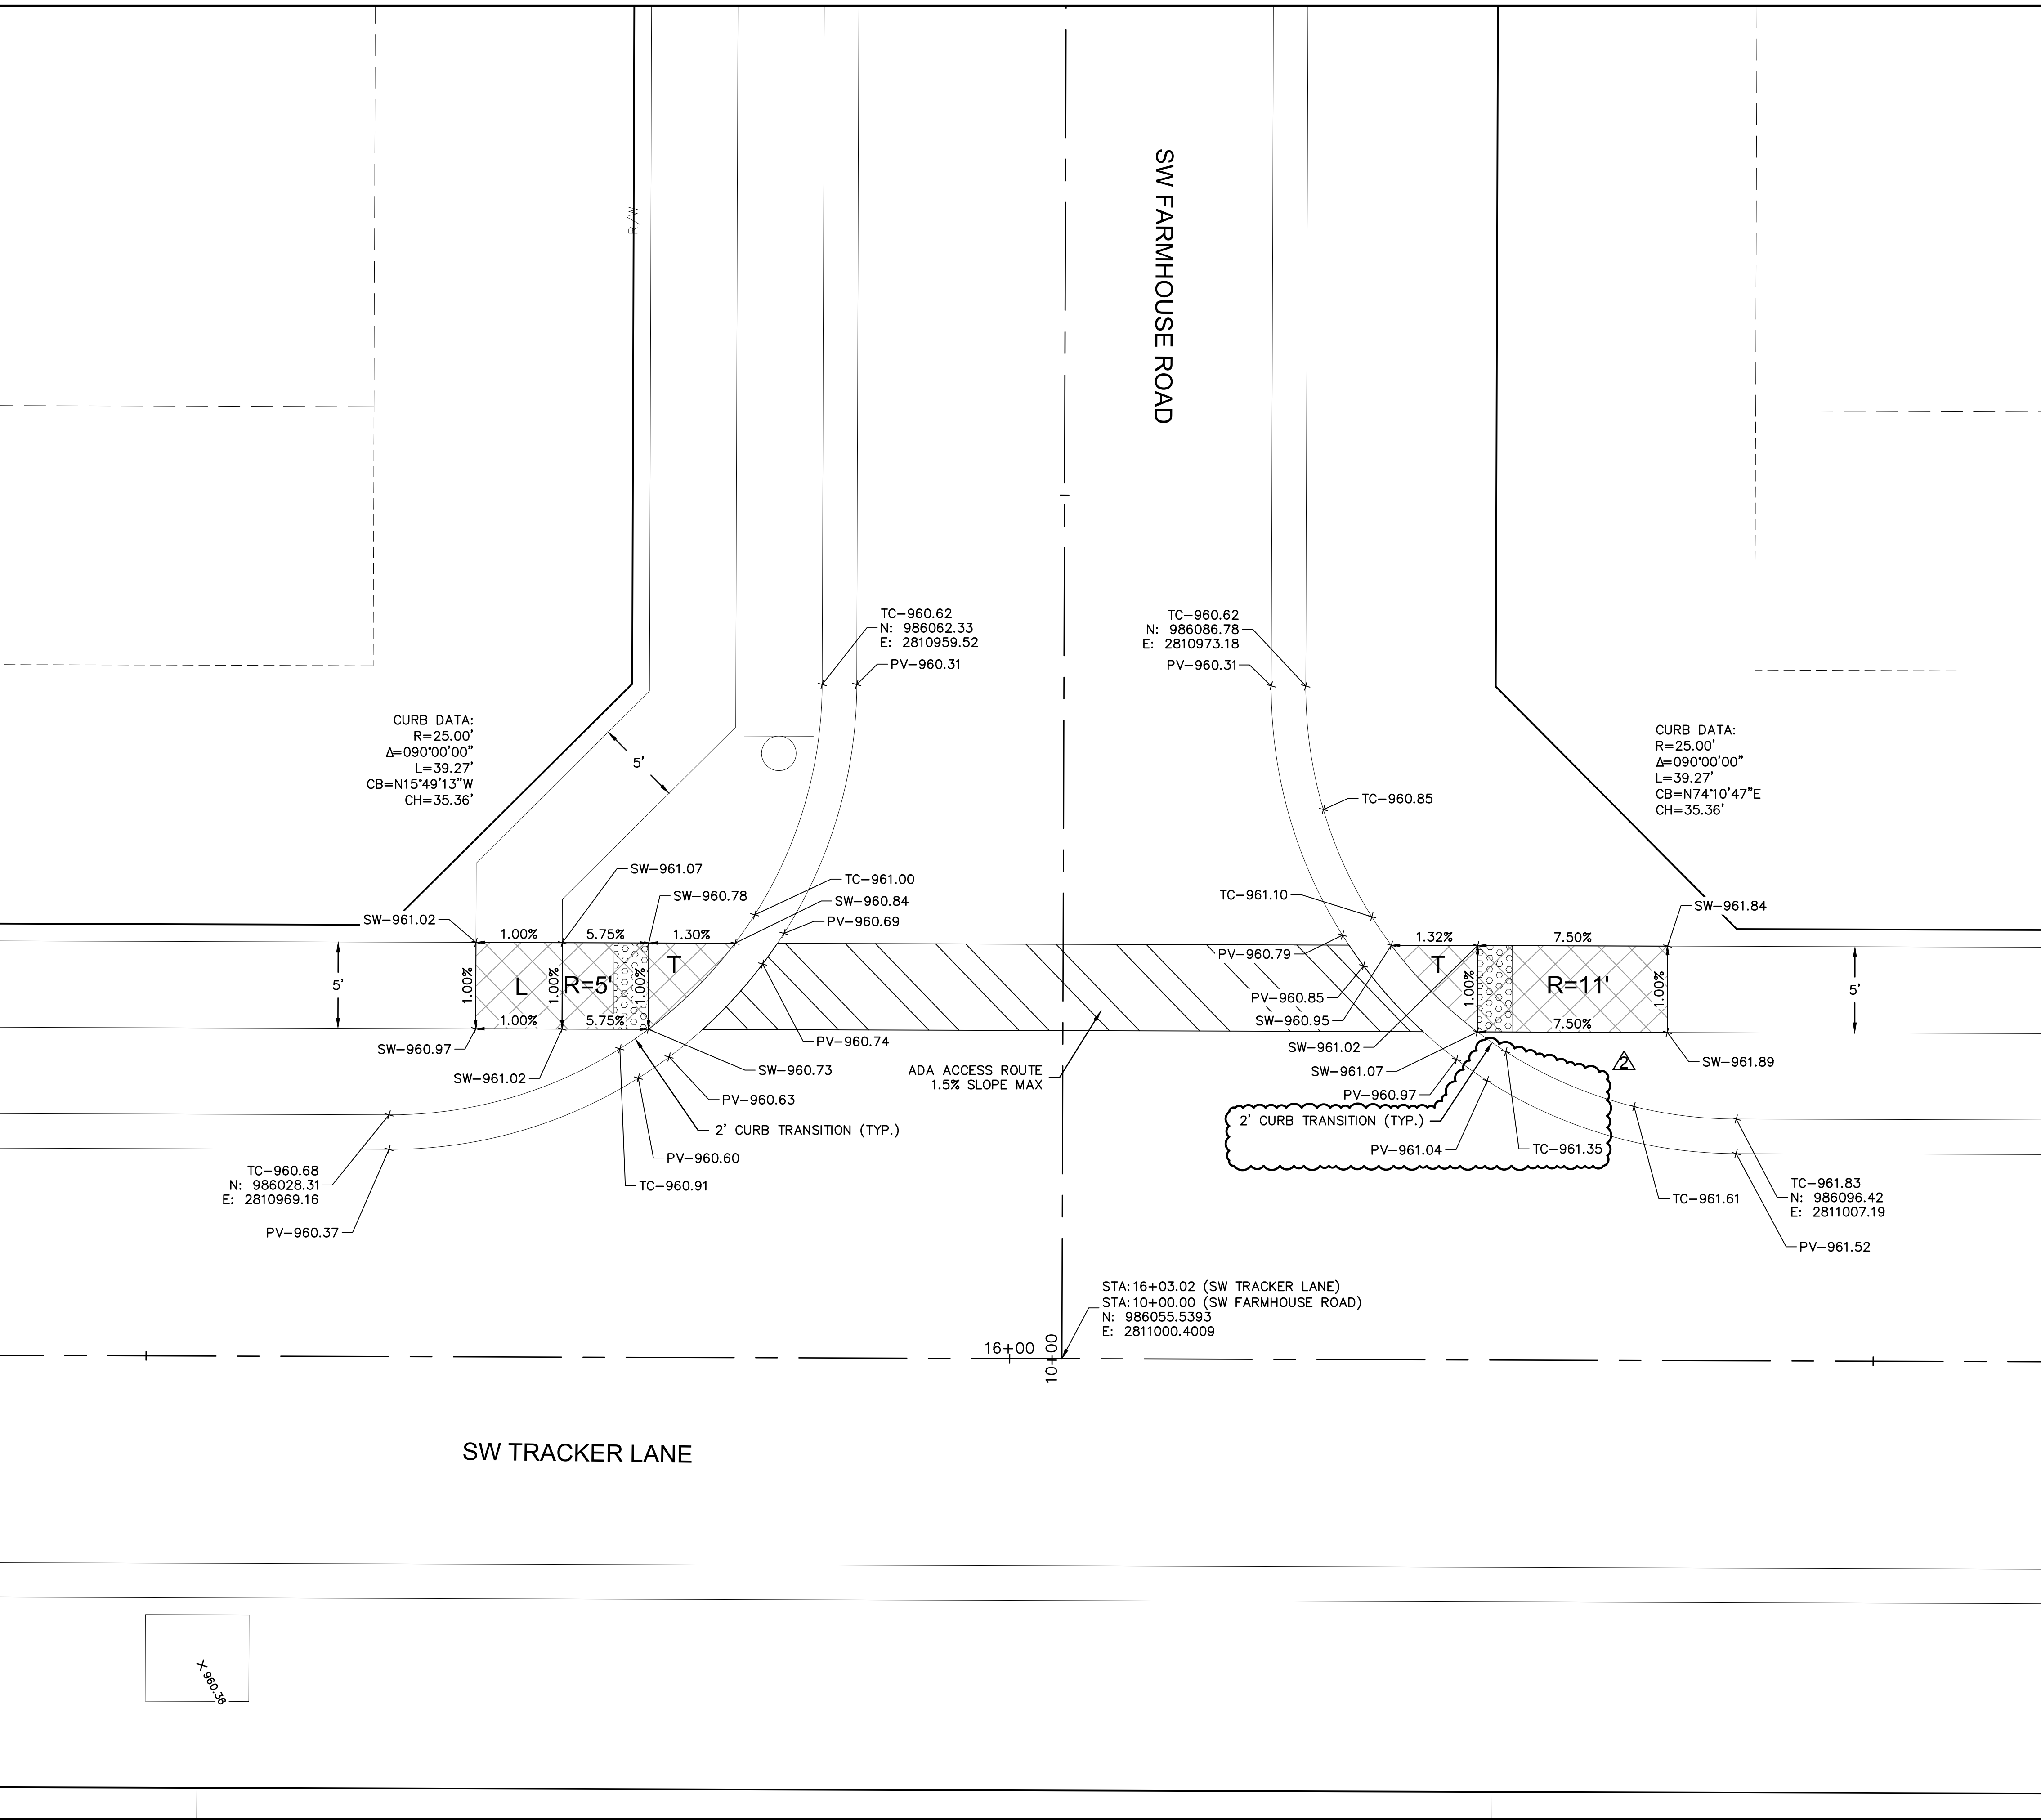 R/W
SW FARMHOUSE ROAD
TC-960.62
N: 986062.33
E: 2810959.52
PV-960.31
TC-960.62
N: 986086.78
E: 2810973.18
PV-960.31
CURB DATA:
R=25.00'
Δ=090°00'00"
L=39.27'
CB=N15°49'13"W
CH=35.36'
5'
CURB DATA:
R=25.00'
Δ=090°00'00"
L=39.27'
CB=N74°10'47"E
CH=35.36'
TC-960.85
SW-961.07
TC-961.00
SW-960.78
SW-960.84
SW-961.02
PV-960.69
TC-961.10
SW-961.84
1.00%
5.75%
1.30%
1.32%
7.50%
PV-960.79
5'
1.00%
L
1.00%
R=5'
1.00%
T
T
1.00%
R=11'
1.00%
5'
PV-960.85
1.00%
5.75%
SW-960.95
7.50%
SW-960.97
PV-960.74
SW-961.02
SW-961.02
SW-960.73
ADA ACCESS ROUTE
1.5% SLOPE MAX
SW-961.07
SW-961.89
2
PV-960.63
PV-960.97
2' CURB TRANSITION (TYP.)
2' CURB TRANSITION (TYP.)
PV-960.60
PV-961.04
TC-961.35
TC-960.91
TC-960.68
N: 986028.31
E: 2810969.16
PV-960.37
TC-961.61
TC-961.83
N: 986096.42
E: 2811007.19
PV-961.52
STA:16+03.02 (SW TRACKER LANE)
STA:10+00.00 (SW FARMHOUSE ROAD)
N: 986055.5393
E: 2811000.4009
16+00
10+00
SW TRACKER LANE
960.36